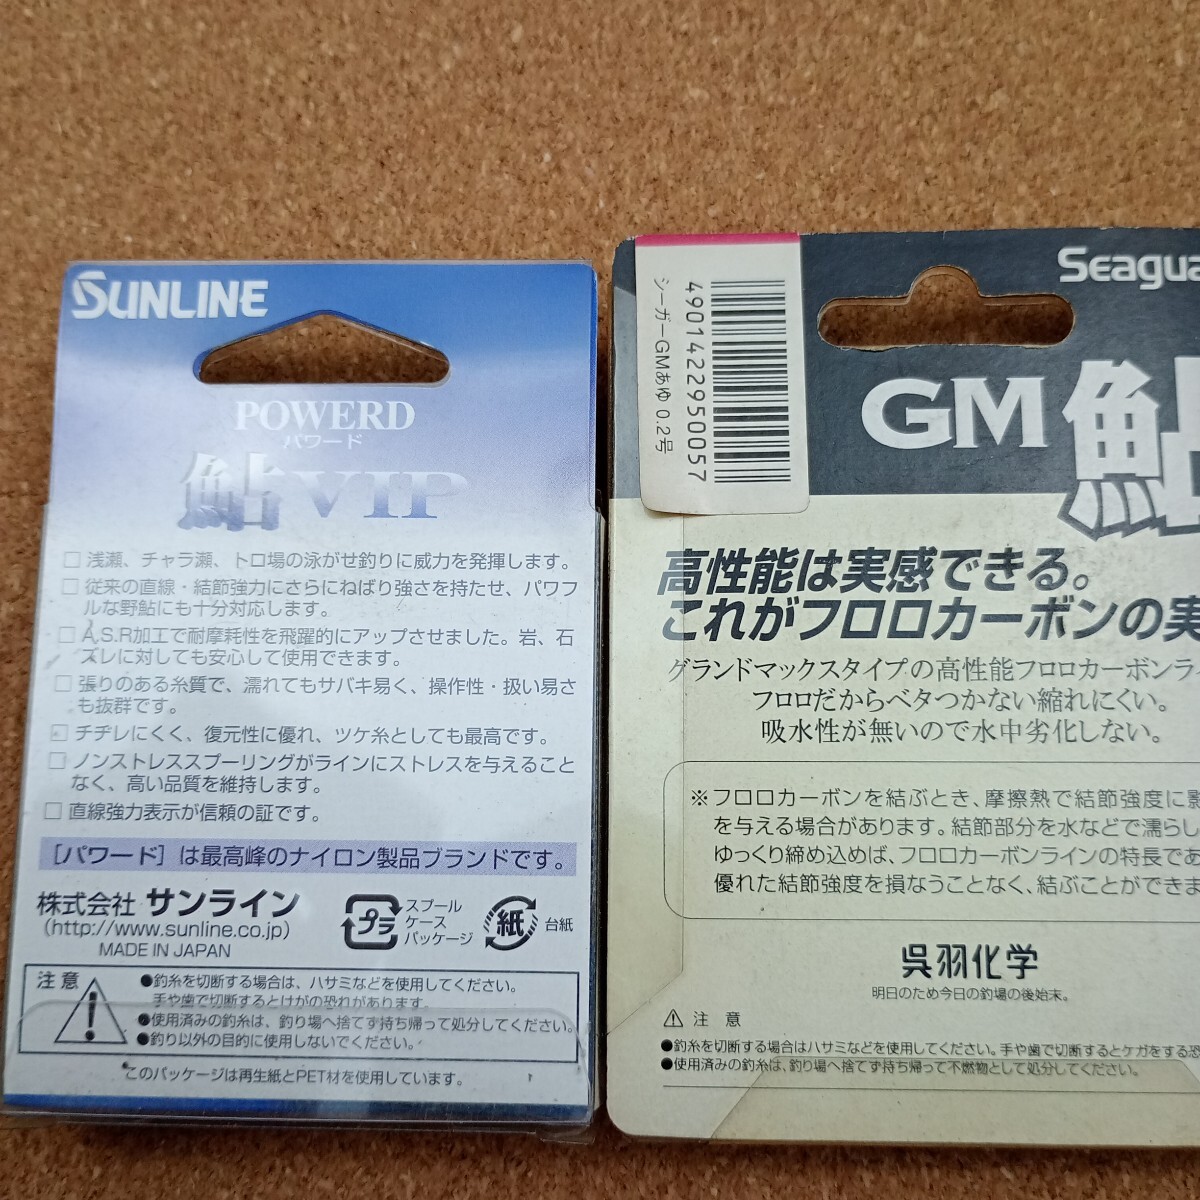 SUNLINE
POWERD
パワード
鮎VIP
□ 浅瀬、チャラ瀬、トロ場の泳がせ釣りに威力を発揮します。
□ 従来の直線・結節強力にさらにねばり強さを持たせ、パワフ
ルな野鮎にも十分対応します。
□ A.S.R加工で耐摩耗性を飛躍的にアップさせました。岩、石
ズレに対しても安心して使用できます。
□ 張りのある糸質で、濡れてもサバキ易く、操作性・扱い易さ
も抜群です。
□ チヂレにくく、復元性に優れ、ツケ糸としても最高です。
□ ノンストレススプーリングがラインにストレスを与えること
なく、高い品質を維持します。
□ 直線強力表示が信頼の証です。
［パワード］は最高峰のナイロン製品ブランドです。
株式会社 サンライン
(http://www.sunline.co.jp)
MADE IN JAPAN
プラ
スプール
ケース
パッケージ
紙
台紙
注意
!
●釣糸を切断する場合は、ハサミなどを使用してください。
手や歯で切断するとけがの恐れがあります。
●使用済みの釣糸は、釣り場へ捨てず持ち帰って処分してください。
●釣り以外の目的に使用しないでください。
このパッケージは再生紙とPET材を使用しています。
4901422950057
シーガーGMあゆ 0.2号
Seagua
GM 鮎
高性能は実感できる。
これがフロロカーボンの実
グランドマックスタイプの高性能フロロカーボンラ
フロロだからベタつかない縮れにくい。
吸水性が無いので水中劣化しない。
※フロロカーボンを結ぶとき、摩擦熱で結節強度に影
を与える場合があります。結節部分を水などで濡らし
ゆっくり締め込めば、フロロカーボンラインの特長であ
優れた結節強度を損なうことなく、結ぶことができま
呉羽化学
明日のため今日の釣場の後始末。
⚠ 注 意
●釣糸を切断する場合はハサミなどを使用してください。手や歯で切断するとケガをする恐
●使用済みの釣糸は、釣り場へ捨てず持ち帰って不燃物として処分してください。